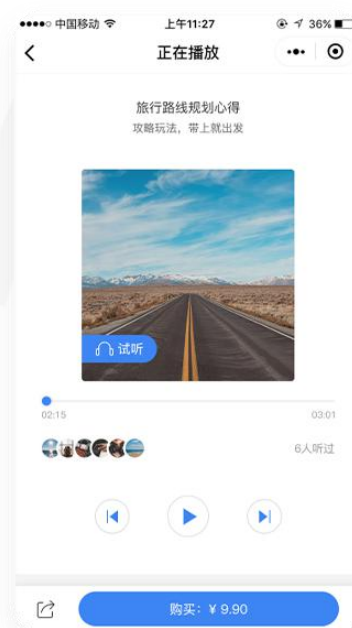 中国移动 上午11:27 36%
正在播放
旅行路线规划心得
攻略玩法，带上就出发
试听
02:15 03:01
6人听过
购买：¥ 9.90